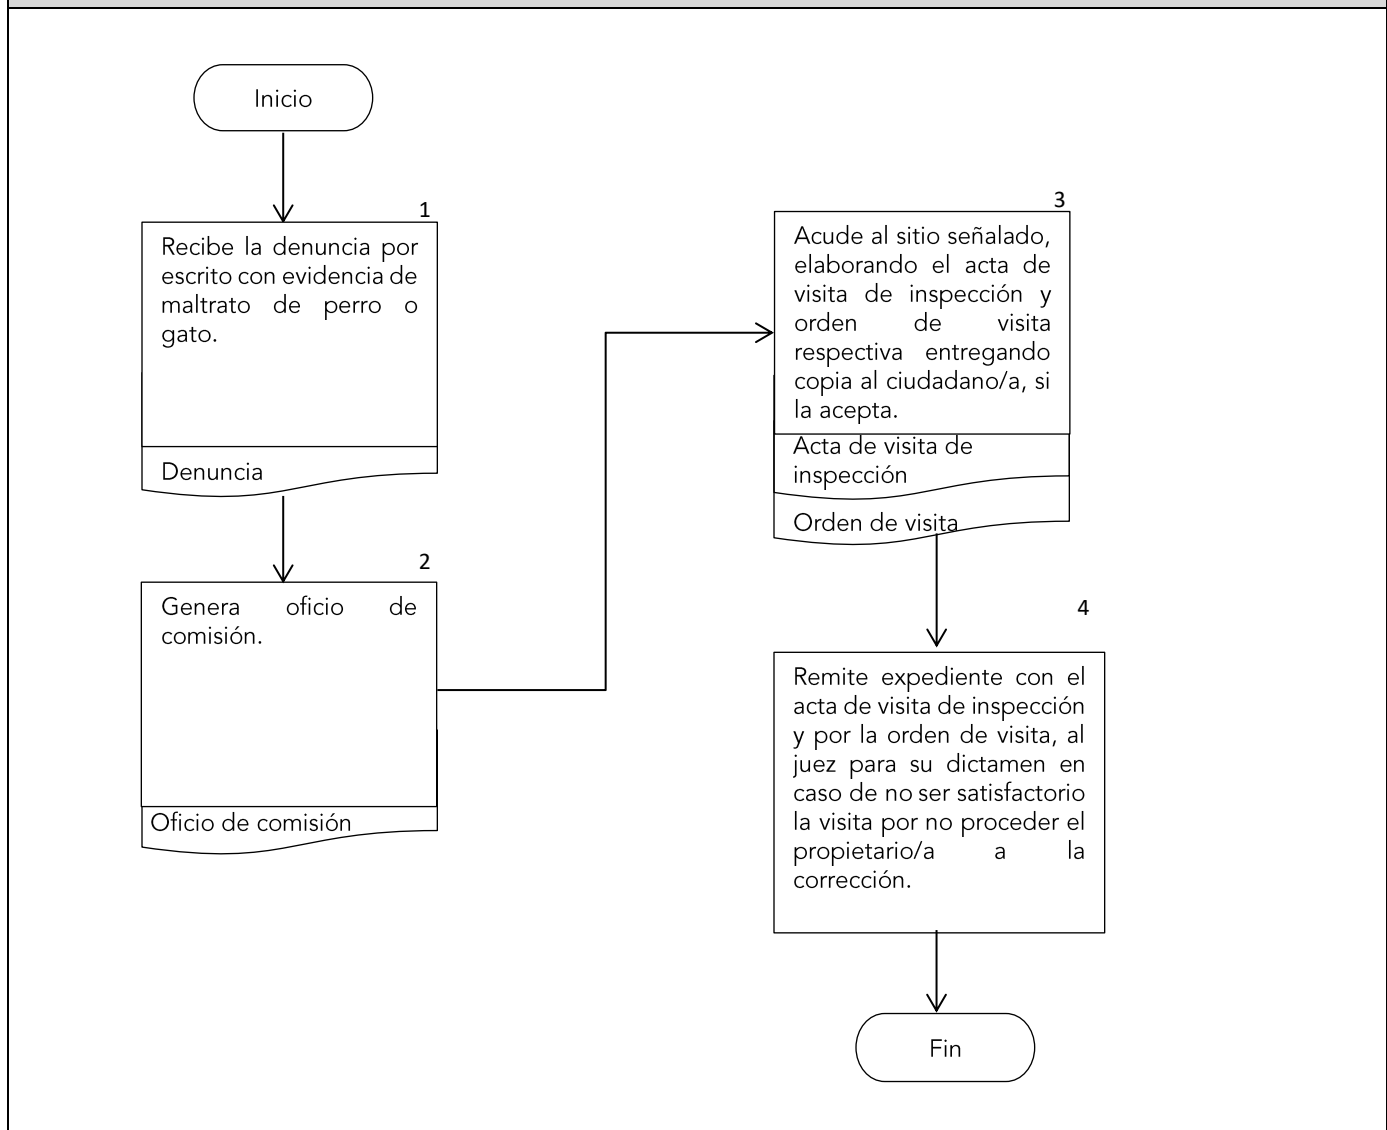 Inicio
1
Recibe la denuncia por
escrito con evidencia de
maltrato de perro o
gato.
Denuncia
2
Genera oficio de
comisión.
Oficio de comisión
3
Acude al sitio señalado,
elaborando el acta de
visita de inspección y
orden de visita
respectiva entregando
copia al ciudadano/a, si
la acepta.
Acta de visita de
inspección
Orden de visita
4
Remite expediente con el
acta de visita de inspección
y por la orden de visita, al
juez para su dictamen en
caso de no ser satisfactorio
la visita por no proceder el
propietario/a a la
corrección.
Fin